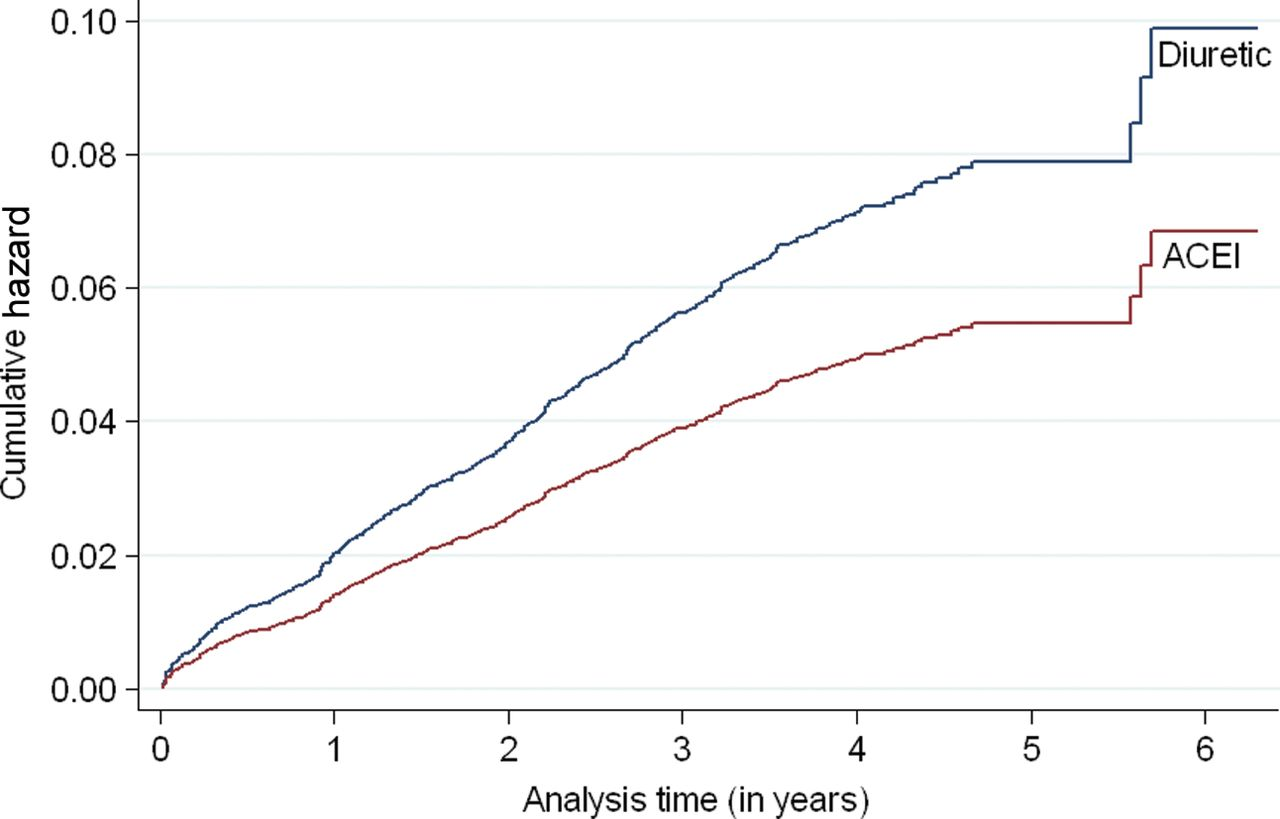 0.10
Diuretic
0.08
ACEI
0.06
0.04
0.02
0.00
Cumulative hazard
0 1 2 3 4 5 6
Analysis time (in years)